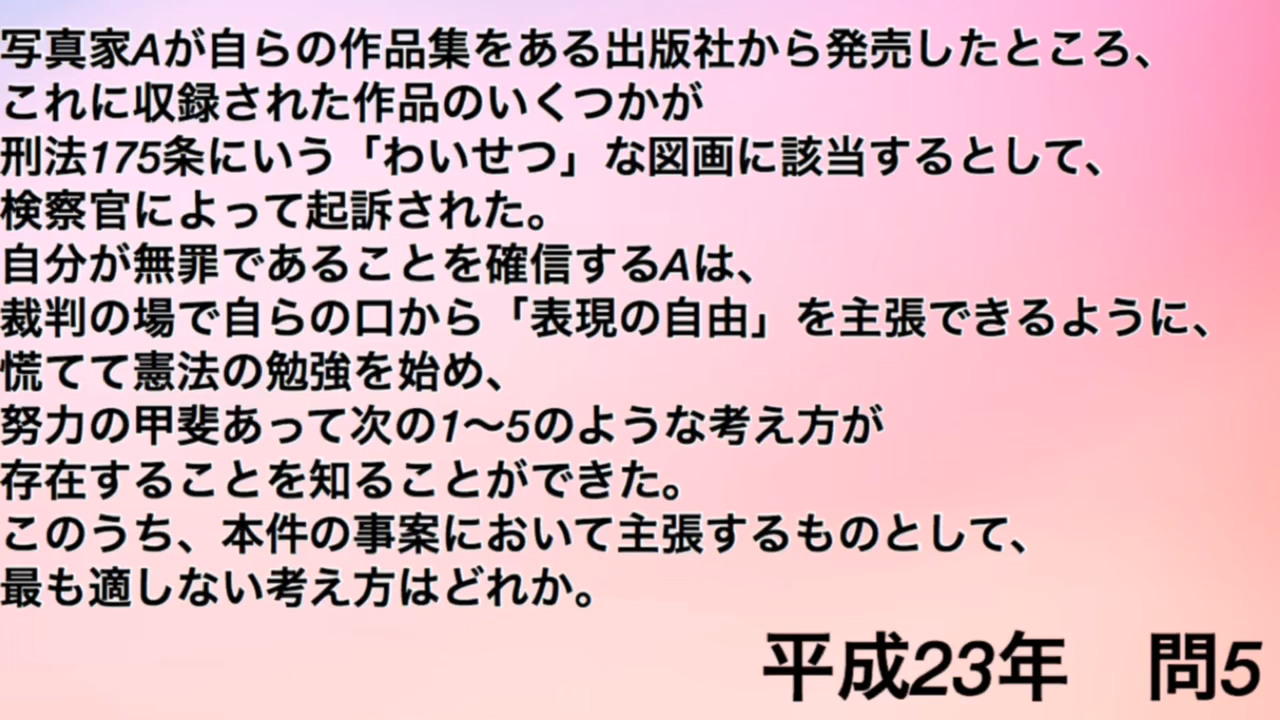 写真家Aが自らの作品集をある出版社から発売したところ、
これに収録された作品のいくつかが
刑法175条にいう「わいせつ」な図画に該当するとして、
検察官によって起訴された。
自分が無罪であることを確信するAは、
裁判の場で自らの口から「表現の自由」を主張できるように、
慌てて憲法の勉強を始め、
努力の甲斐あって次の1〜5のような考え方が
存在することを知ることができた。
このうち、本件の事案において主張するものとして、
最も適しない考え方はどれか。
平成23年　問5